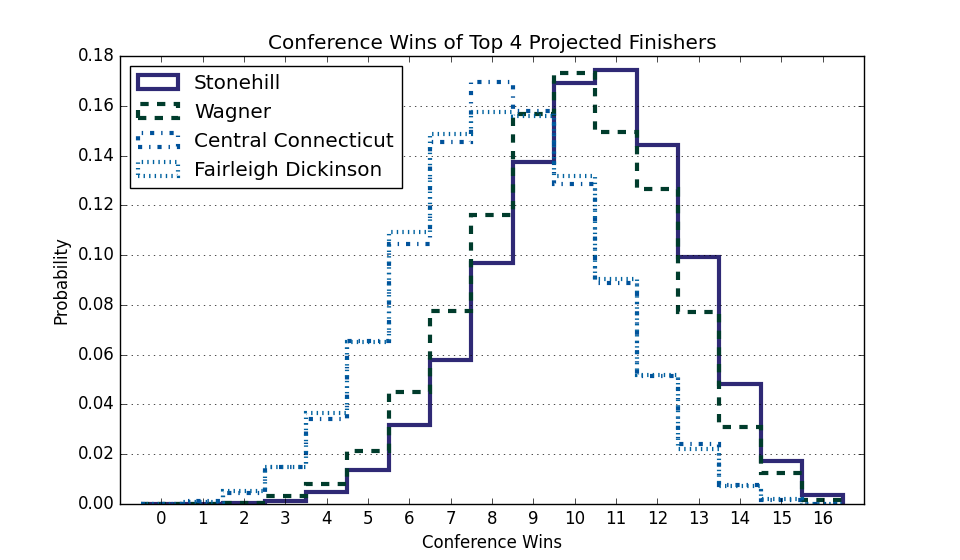 Conference Wins of Top 4 Projected Finishers
Stonehill
Wagner
Central Connecticut
Fairleigh Dickinson
Probability
0.18
0.16
0.14
0.12
0.10
0.08
0.06
0.04
0.02
0.00
0 1 2 3 4 5 6 7 8 9 10 11 12 13 14 15 16
Conference Wins